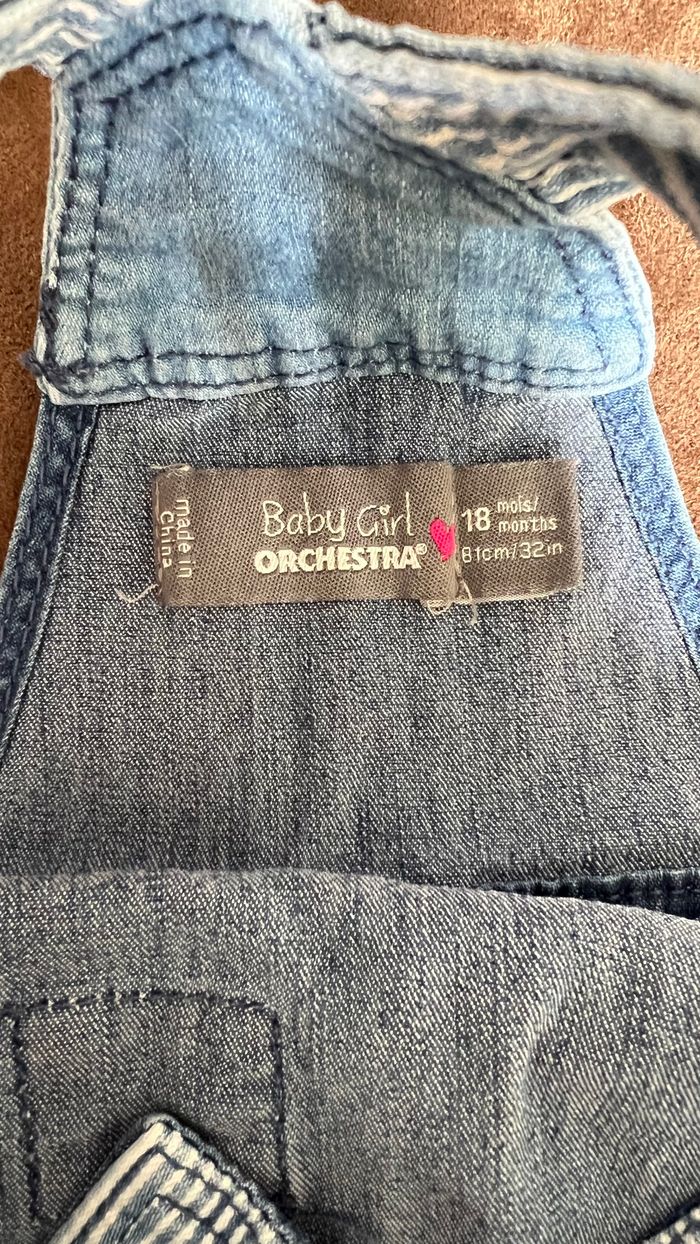 made in
China
Baby Girl
ORCHESTRA®
18 mois/
months
81cm/32in